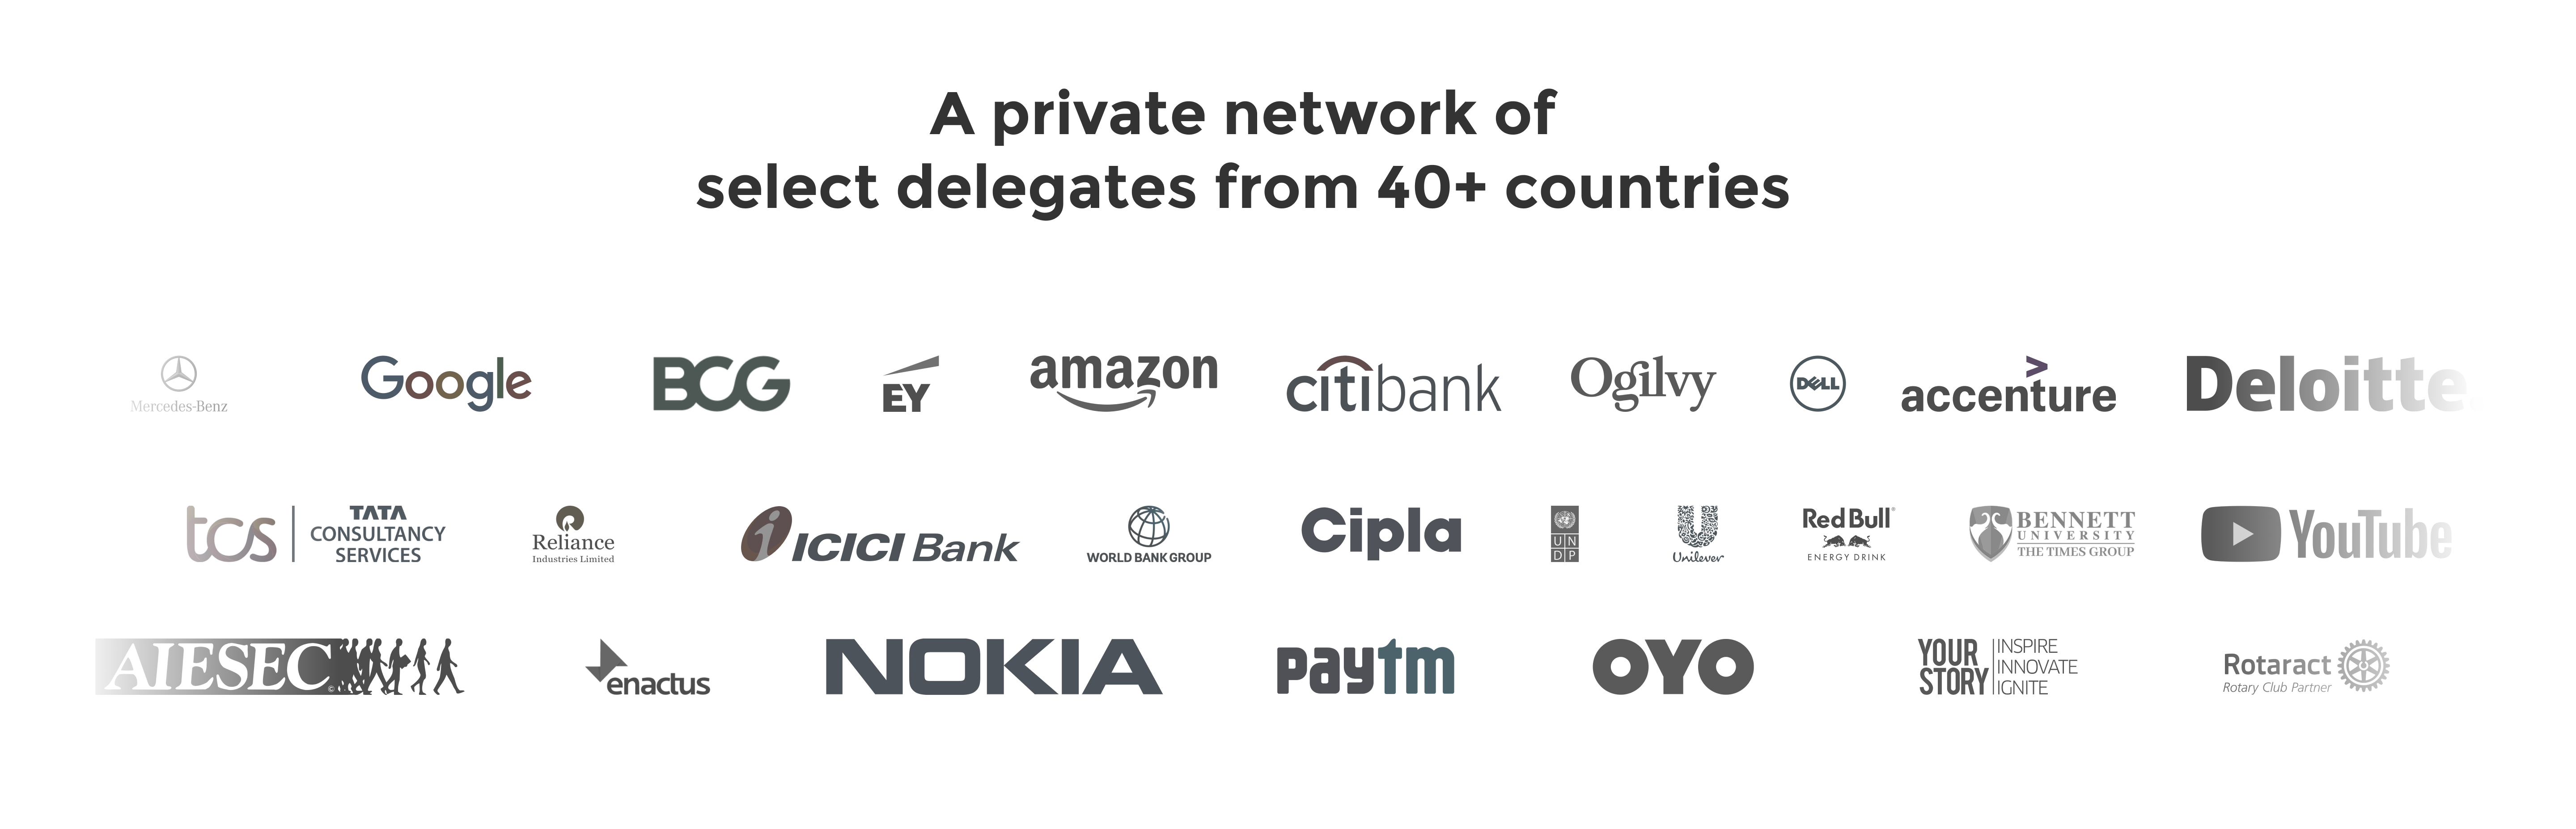 A private network of
select delegates from 40+ countries
Mercedes-Benz
Google
BCG
EY
amazon
citibank
Ogilvy
DELL
accenture
Deloitte
tcs
TATA
CONSULTANCY
SERVICES
Reliance
Industries Limited
i ICICI Bank
WORLD BANK GROUP
Cipla
UN
DP
Unilever
Red Bull®
ENERGY DRINK
BENNETT
UNIVERSITY
THE TIMES GROUP
YouTube
AIESEC ©
enactus
NOKIA
paytm
OYO
YOUR
STORY
INSPIRE
INNOVATE
IGNITE
Rotaract
Rotary Club Partner